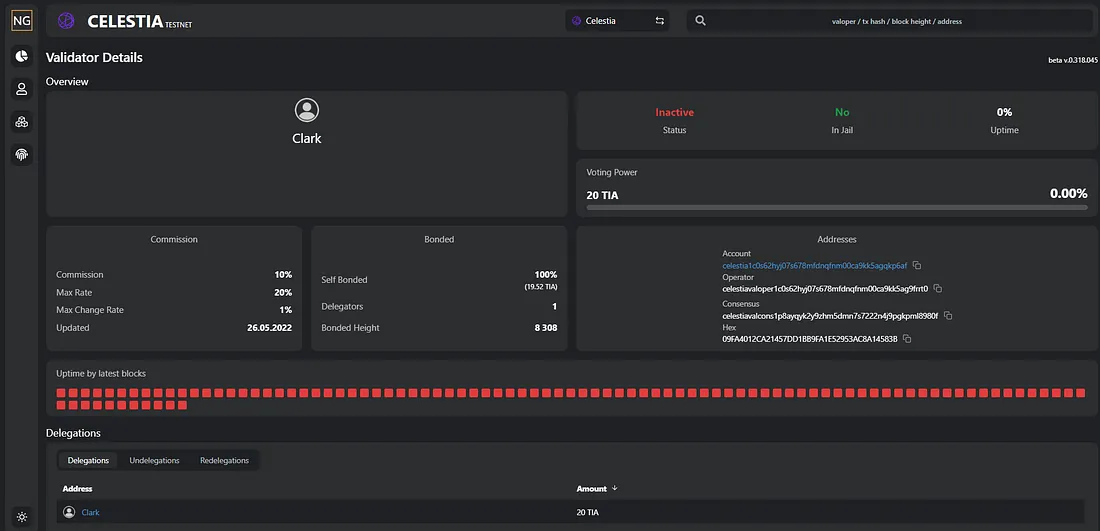 NG
CELESTIA TESTNET
Celestia
valoper / tx hash / block height / address
Validator Details
beta v.0.318.045
Overview
Clark
Inactive
Status
No
In Jail
0%
Uptime
Voting Power
20 TIA
0.00%
Commission
Commission 10%
Max Rate 20%
Max Change Rate 1%
Updated 26.05.2022
Bonded
Self Bonded 100%
(19.52 TIA)
Delegators 1
Bonded Height 8 308
Addresses
Account
celestia1c0s62hyj07s678mfdnqfnm00ca9kk5agqkp6af
Operator
celestiavaloper1c0s62hyj07s678mfdnqfnm00ca9kk5ag9frrt0
Consensus
celestiavalcons1p8ayqyk2y9zhm5dmn7s7222n4j9pgkpml8980f
Hex
09FA4012CA21457DD1BB9FA1E52953AC8A14583B
Uptime by latest blocks
Delegations
Delegations Undelegations Redelegations
Address Amount
Clark 20 TIA